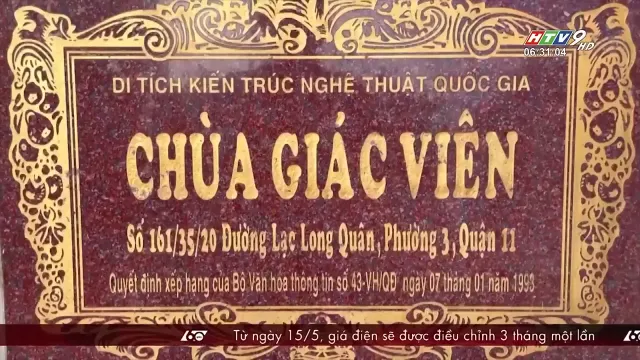 HTV9 HD
06:31:04
DI TÍCH KIẾN TRÚC NGHỆ THUẬT QUỐC GIA
CHÙA GIÁC VIÊN
Số 161/35/20 Đường Lạc Long Quân, Phường 3, Quận 11
Quyết định xếp hạng của Bộ Văn hóa thông tin số 43-VH/QĐ ngày 07 tháng 01 năm 1993
Từ ngày 15/5, giá điện sẽ được điều chỉnh 3 tháng một lần